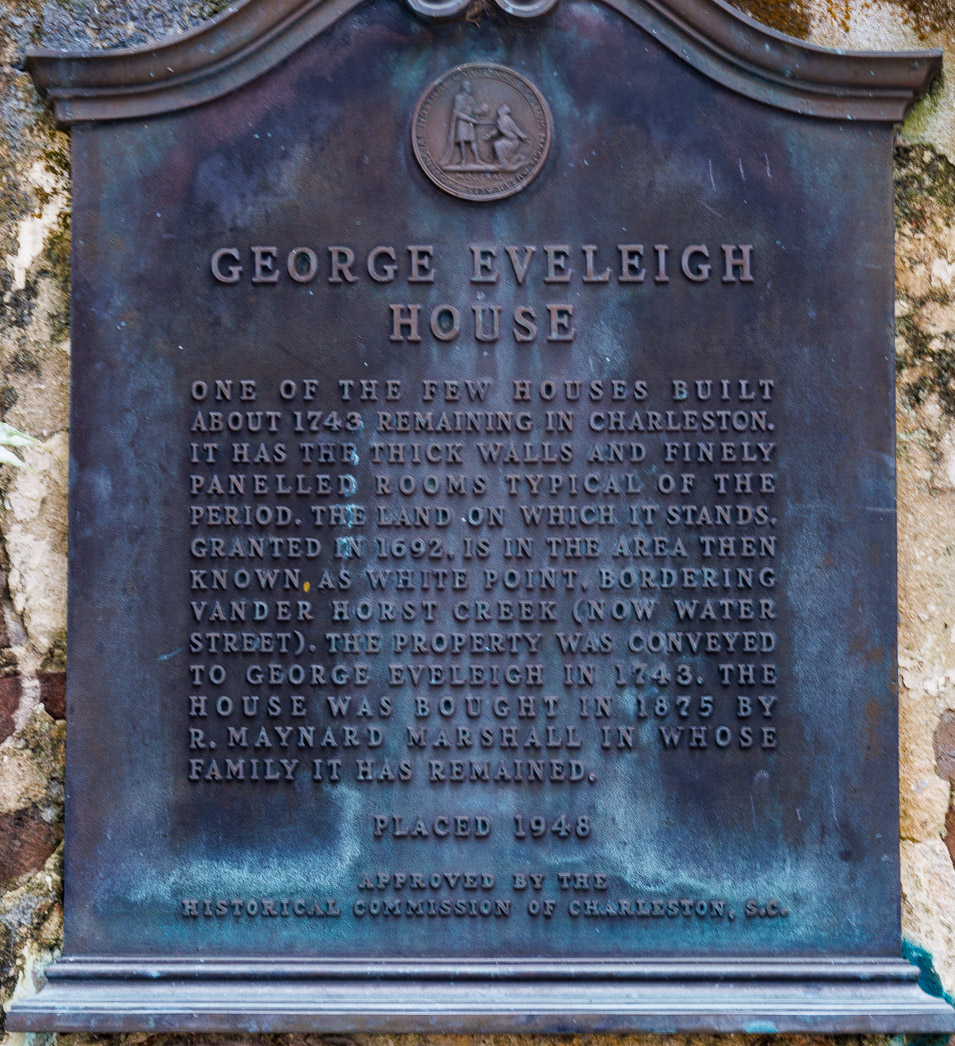 GEORGE EVELEIGH
HOUSE
ONE OF THE FEW HOUSES BUILT
ABOUT 1743 REMAINING IN CHARLESTON.
IT HAS THE THICK WALLS AND FINELY
PANELLED ROOMS TYPICAL OF THE
PERIOD. THE LAND ON WHICH IT STANDS,
GRANTED IN 1692, IS IN THE AREA THEN
KNOWN AS WHITE POINT, BORDERING
VANDER HORST CREEK (NOW WATER
STREET). THE PROPERTY WAS CONVEYED
TO GEORGE EVELEIGH IN 1743. THE
HOUSE WAS BOUGHT IN 1875 BY
R. MAYNARD MARSHALL IN WHOSE
FAMILY IT HAS REMAINED.
PLACED 1948
APPROVED BY THE
HISTORICAL COMMISSION OF CHARLESTON, S.C.